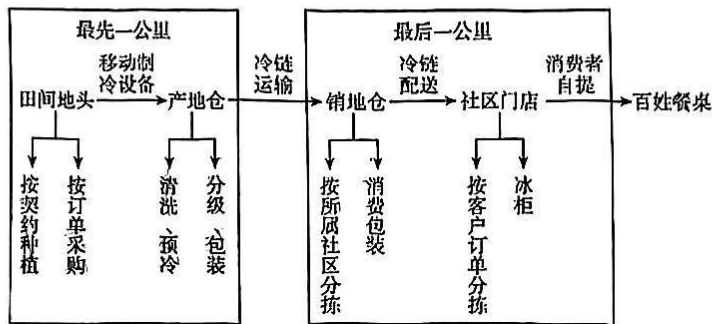 最先一公里
最后一公里
移动制
冷设备
冷链
运输
冷链
配送
消费者
自提
田间地头
产地仓
销地仓
社区门店
百姓餐桌
按契约种植
按订单采购
清洗、预冷
分级、包装
按所属社区分拣
消费包装
按客户订单分拣
冰柜